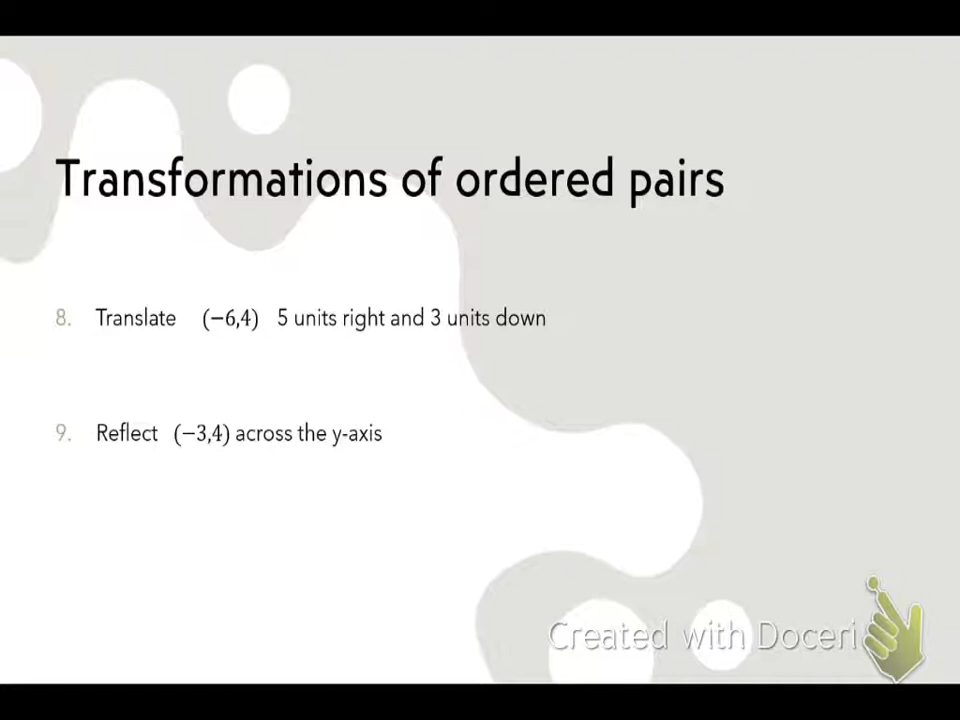 Transformations of ordered pairs
8. Translate (−6,4) 5 units right and 3 units down
9. Reflect (−3,4) across the y-axis
Created with Doceri